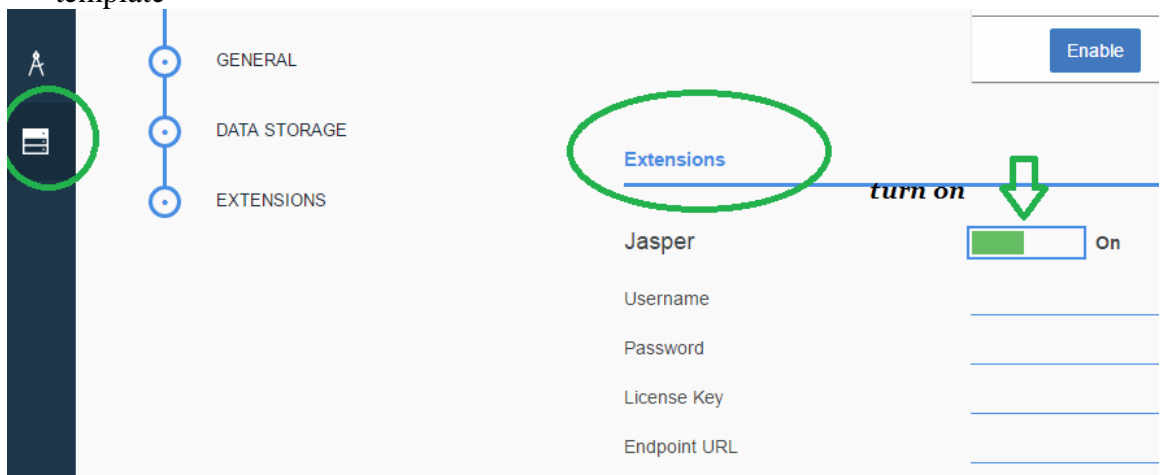 template
GENERAL
Enable
DATA STORAGE
Extensions
EXTENSIONS
turn on
Jasper
On
Username
Password
License Key
Endpoint URL